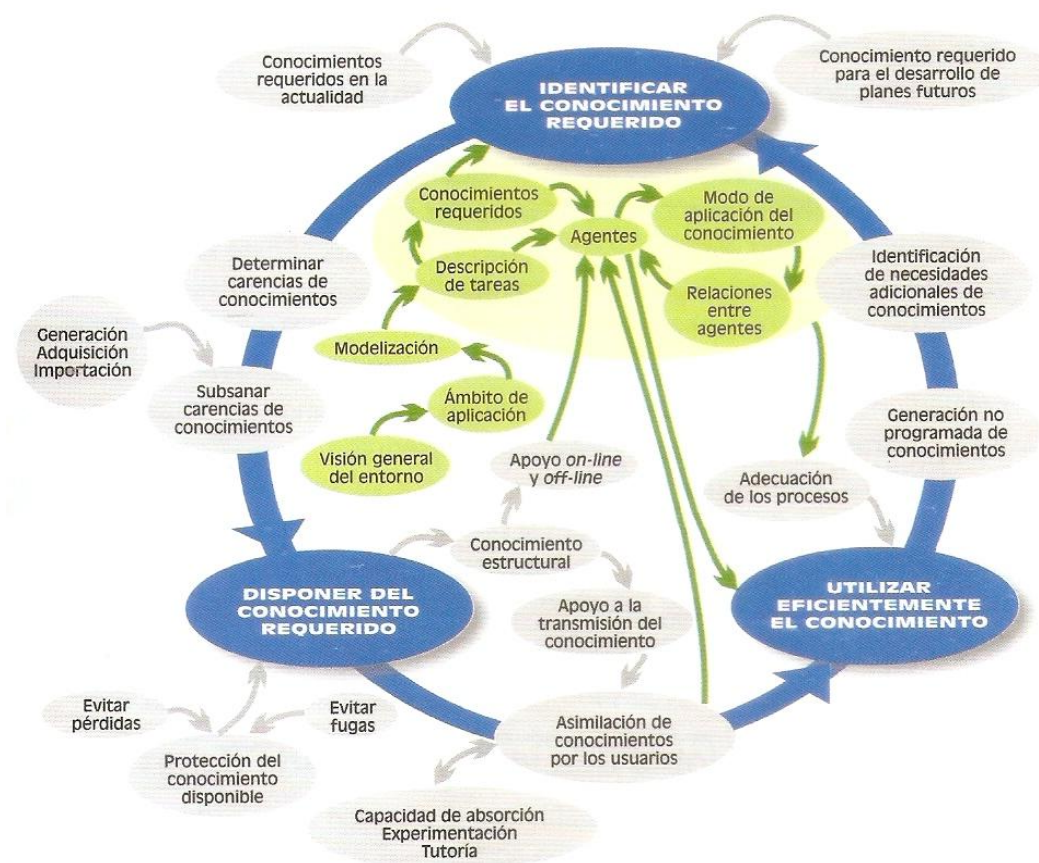 Conocimientos
requeridos en la
actualidad
IDENTIFICAR
EL CONOCIMIENTO
REQUERIDO
Conocimiento requerido
para el desarrollo de
planes futuros
Conocimientos
requeridos
Agentes
Modo de
aplicación del
conocimiento
Determinar
carencias de
conocimientos
Descripción
de tareas
Relaciones
entre
agentes
Identificación
de necesidades
adicionales de
conocimientos
Generación
Adquisición
Importación
Modelización
Subsanar
carencias de
conocimientos
Ámbito de
aplicación
Generación no
programada de
conocimientos
Visión general
del entorno
Apoyo on-line
y off-line
Adecuación
de los procesos
Conocimiento
estructural
DISPONER DEL
CONOCIMIENTO
REQUERIDO
UTILIZAR
EFICIENTEMENTE
EL CONOCIMIENTO
Apoyo a la
transmisión del
conocimiento
Evitar
pérdidas
Evitar
fugas
Asimilación de
conocimientos
por los usuarios
Protección del
conocimiento
disponible
Capacidad de absorción
Experimentación
Tutoría